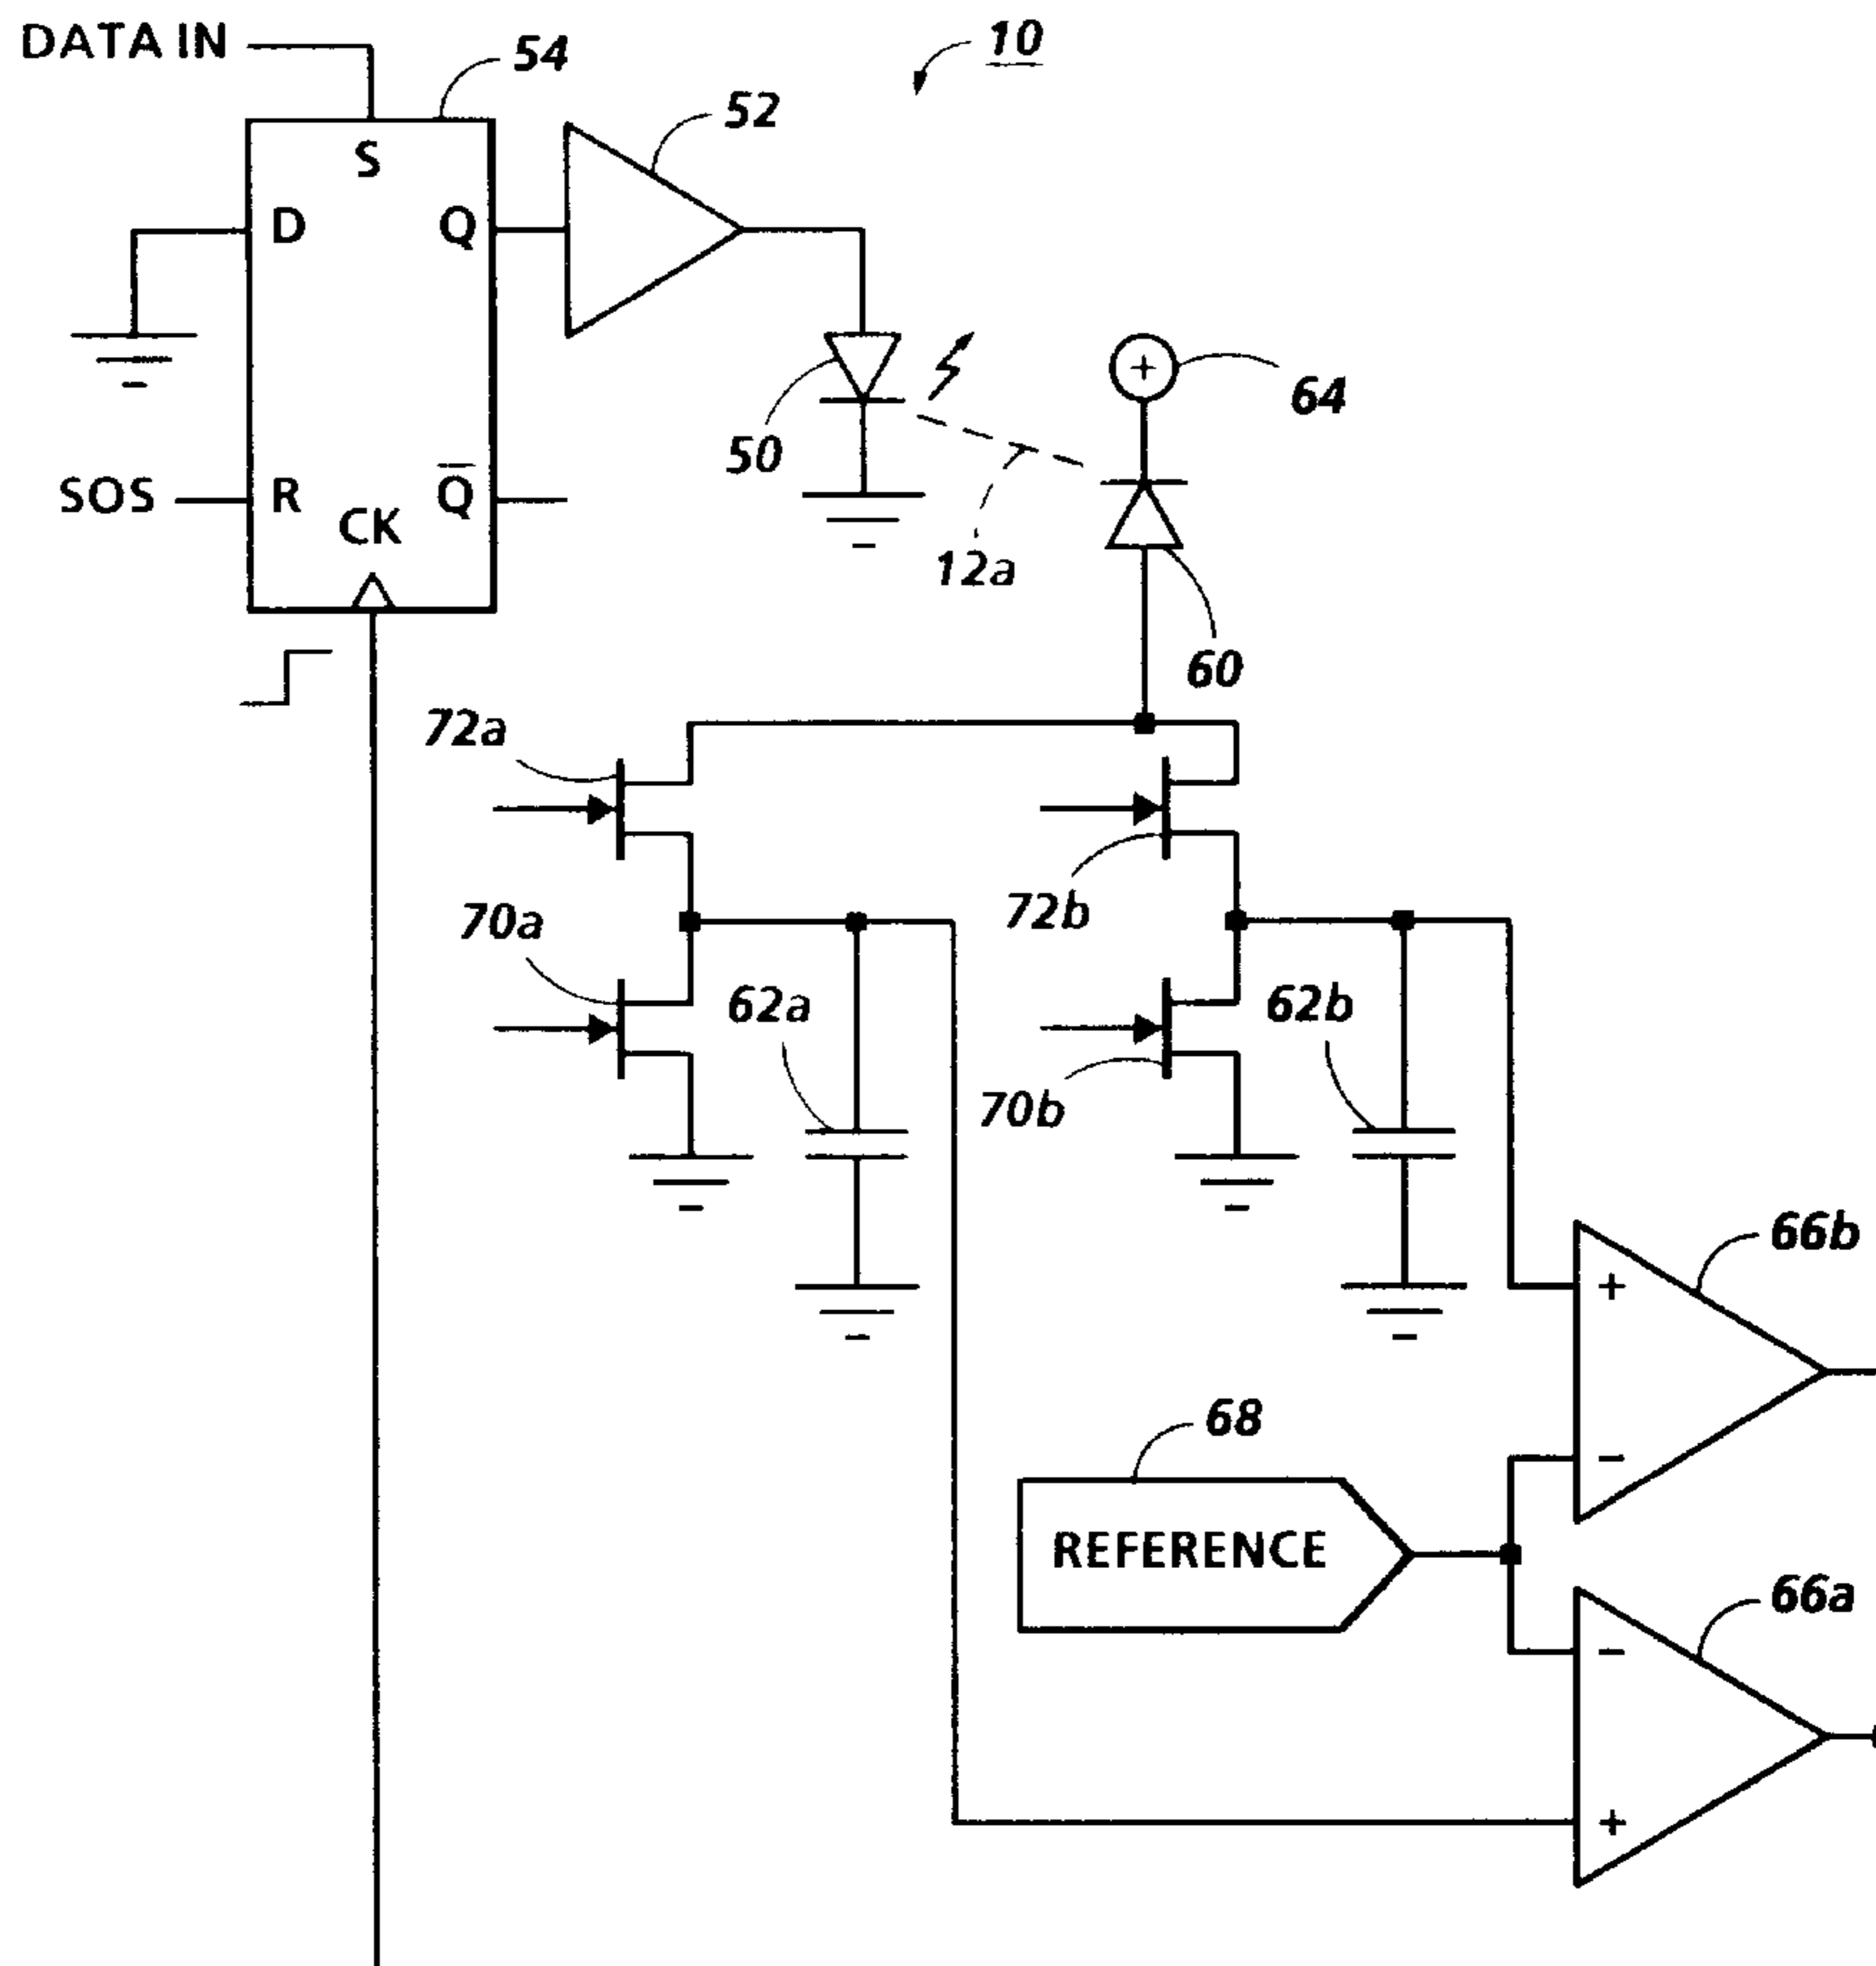 DATA IN
54
10
52
S
D
Q
64
50
SOS
R
Q̅
CK
12a
60
72a
72b
70a
62a
62b
70b
66b
+
68
−
REFERENCE
66a
−
+